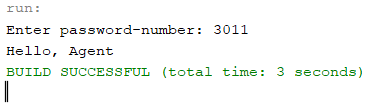 run:
Enter password-number: 3011
Hello, Agent
BUILD SUCCESSFUL (total time: 3 seconds)